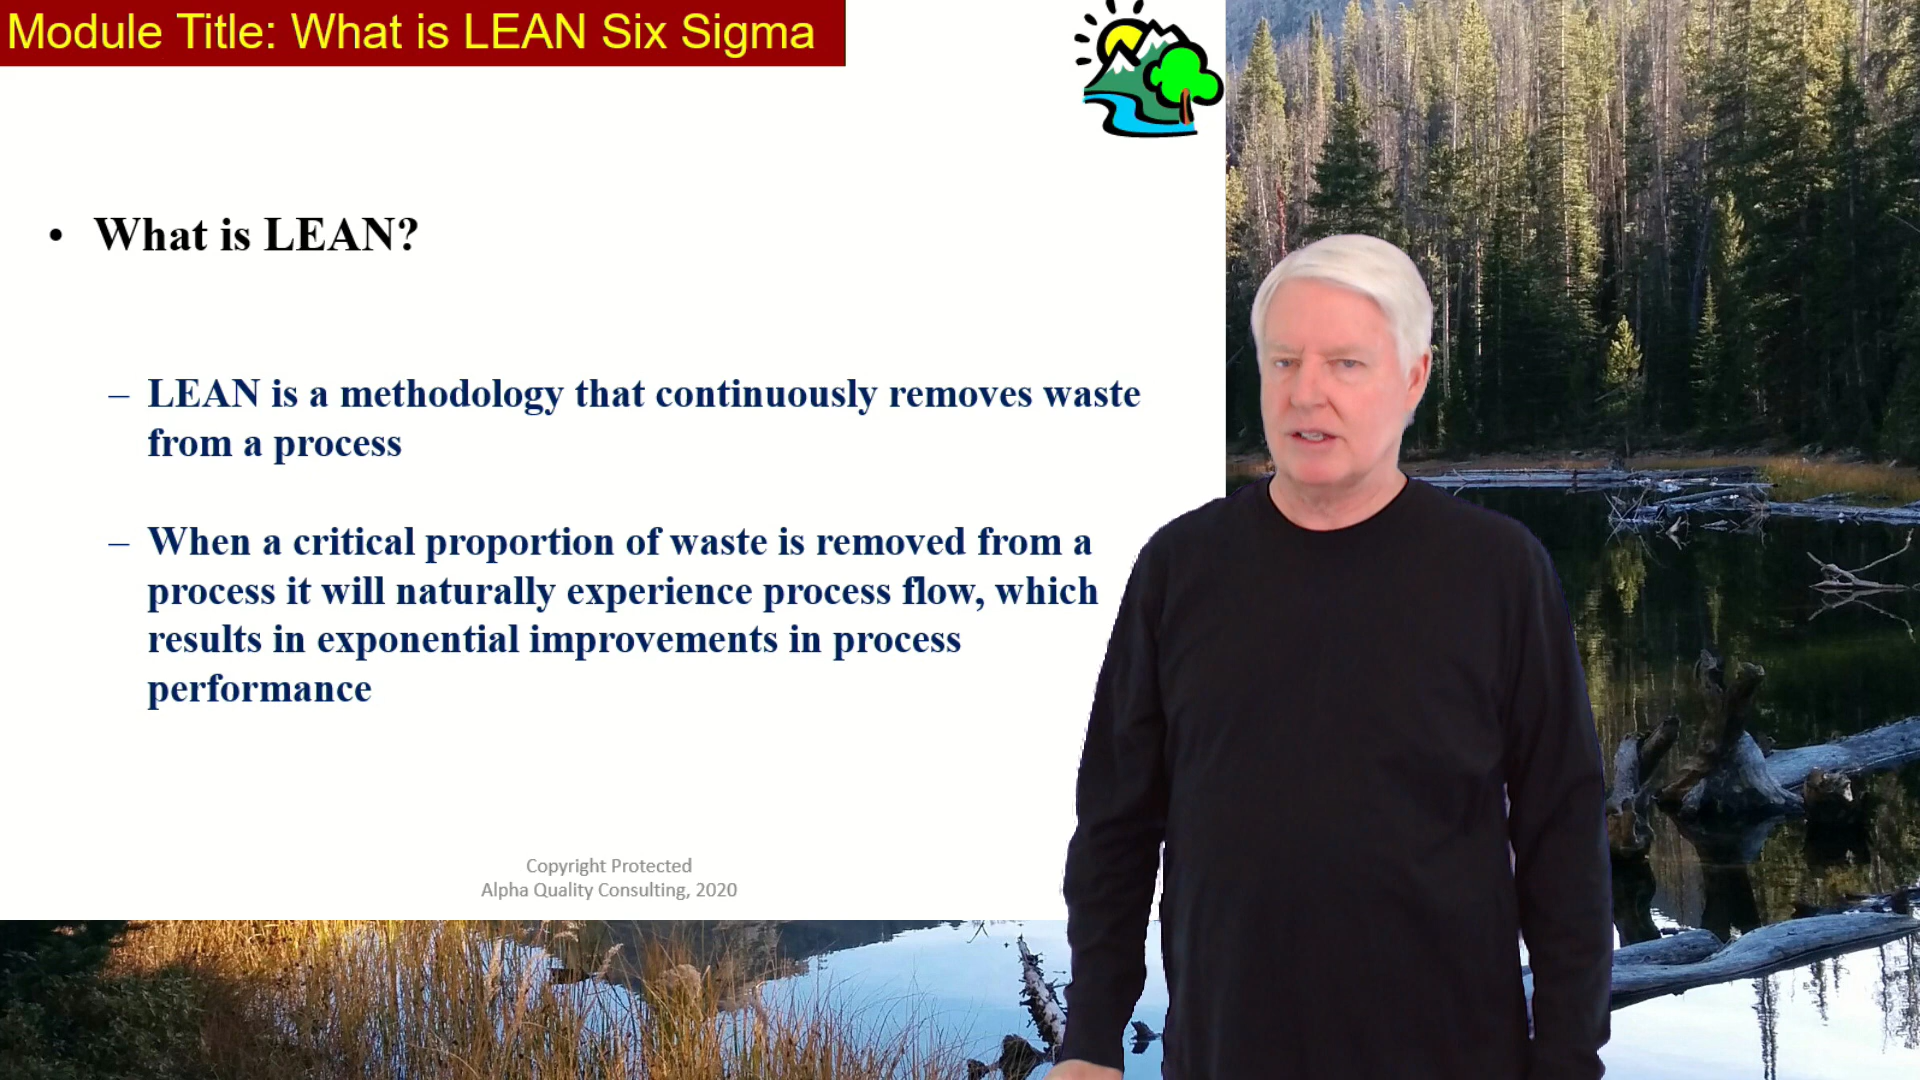 Module Title: What is LEAN Six Sigma
• What is LEAN?
– LEAN is a methodology that continuously removes waste
from a process
– When a critical proportion of waste is removed from a
process it will naturally experience process flow, which
results in exponential improvements in process
performance
Copyright Protected
Alpha Quality Consulting, 2020